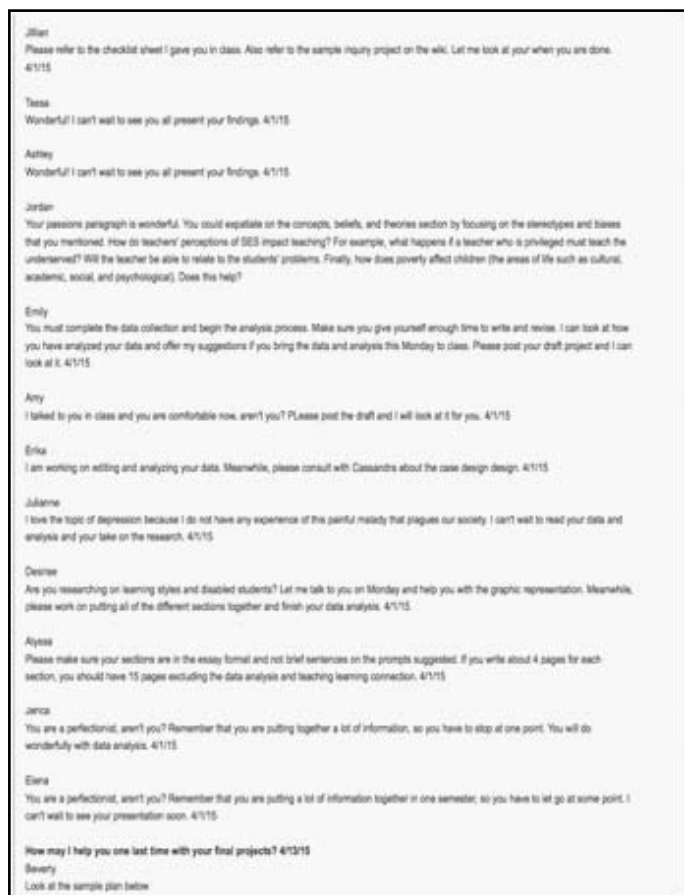 Jillian
Please refer to the checklist sheet I gave you in class. Also refer to the sample inquiry project on the wiki. Let me look at your when you are done.
4/1/15
Tessa
Wonderful! I can't wait to see you all present your findings. 4/1/15
Ashley
Wonderful! I can't wait to see you all present your findings. 4/1/15
Jordan
Your passions paragraph is wonderful. You could expatiate on the concepts, beliefs, and theories section by focusing on the stereotypes and biases
that you mentioned. How do teachers' perceptions of SES impact teaching? For example, what happens if a teacher who is privileged must teach the
underserved? Will the teacher be able to relate to the students' problems. Finally, how does poverty affect children (the areas of life such as cultural,
academic, social, and psychological). Does this help?
Emily
You must complete the data collection and begin the analysis process. Make sure you give yourself enough time to write and revise. I can look at how
you have analyzed your data and offer my suggestions if you bring the data and analysis this Monday to class. Please post your draft project and I can
look at it. 4/1/15
Amy
I talked to you in class and you are comfortable now, aren't you? PLease post the draft and I will look at it for you. 4/1/15
Erika
I am working on editing and analyzing your data. Meanwhile, please consult with Cassandra about the case design design. 4/1/15
Julianne
I love the topic of depression because I do not have any experience of this painful malady that plagues our society. I can't wait to read your data and
analysis and your take on the research. 4/1/15
Desiree
Are you researching on learning styles and disabled students? Let me talk to you on Monday and help you with the graphic representation. Meanwhile,
please work on putting all of the different sections together and finish your data analysis. 4/1/15
Alyssa
Please make sure your sections are in the essay format and not brief sentences on the prompts suggested. If you write about 4 pages for each
section, you should have 15 pages excluding the data analysis and teaching learning connection. 4/1/15
Jenca
You are a perfectionist, aren't you? Remember that you are putting together a lot of information, so you have to stop at one point. You will do
wonderfully with data analysis. 4/1/15
Elena
You are a perfectionist, aren't you? Remember that you are putting a lot of information together in one semester, so you have to let go at some point. I
can't wait to see your presentation soon. 4/1/15
How may I help you one last time with your final projects? 4/13/15
Beverly
Look at the sample plan below